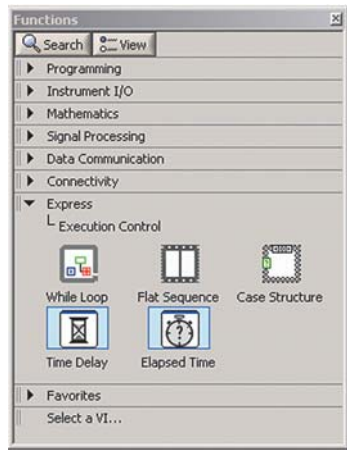 Functions
Search View
Programming
Instrument I/O
Mathematics
Signal Processing
Data Communication
Connectivity
Express
Execution Control
While Loop Flat Sequence Case Structure
Time Delay Elapsed Time
Favorites
Select a VI...